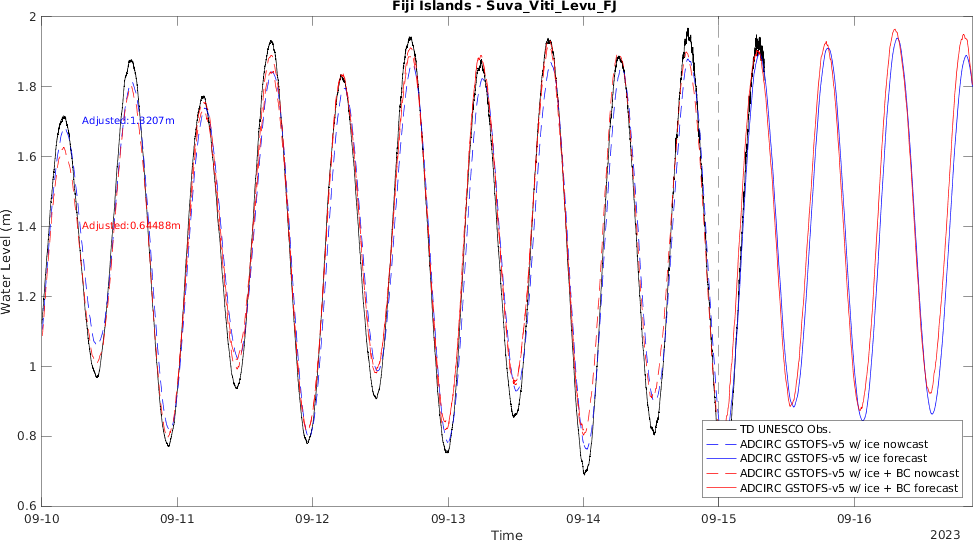 Fiji Islands - Suva_Viti_Levu_FJ
Water Level (m)
2
1.8
1.6
1.4
1.2
1
0.8
0.6
Adjusted:1.3207m
Adjusted:0.64488m
TD UNESCO Obs.
ADCIRC GSTOFS-v5 w/ ice nowcast
ADCIRC GSTOFS-v5 w/ ice forecast
ADCIRC GSTOFS-v5 w/ ice + BC nowcast
ADCIRC GSTOFS-v5 w/ ice + BC forecast
09-10 09-11 09-12 09-13 09-14 09-15 09-16
Time
2023